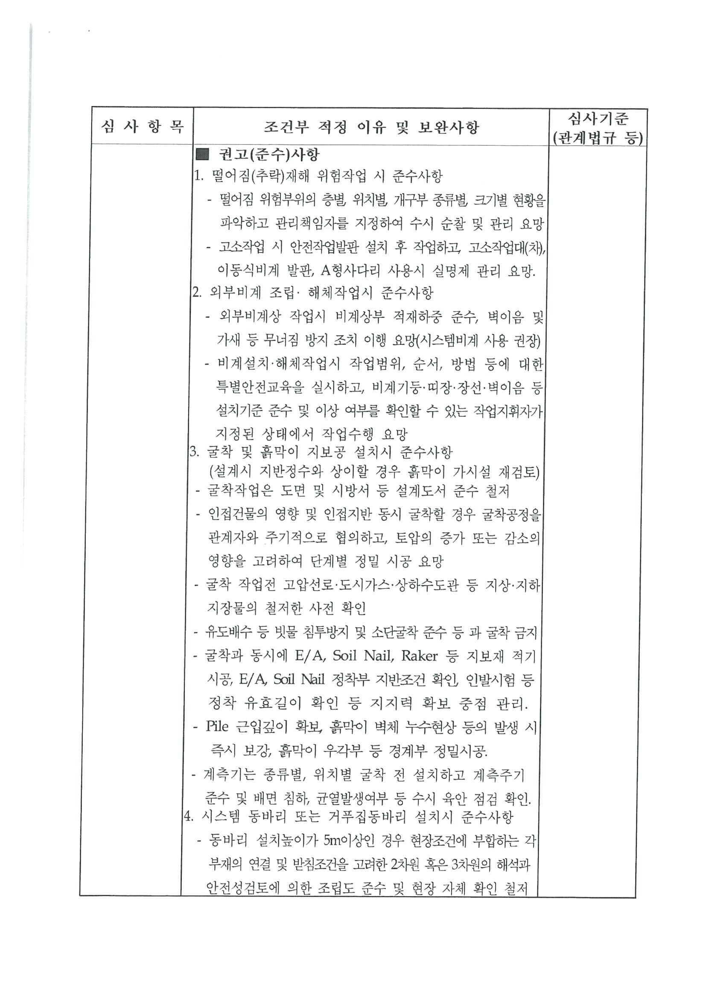 심 사 항 목
조건부 적정 이유 및 보완사항
심사기준
(관계법규 등)
■ 권고(준수)사항
1. 떨어짐(추락)재해 위험작업 시 준수사항
- 떨어짐 위험부위의 층별, 위치별, 개구부 종류별, 크기별 현황을
파악하고 관리책임자를 지정하여 수시 순찰 및 관리 요망
- 고소작업 시 안전작업발판 설치 후 작업하고, 고소작업대(차),
이동식비계 발판, A형사다리 사용시 실명제 관리 요망.
2. 외부비계 조립· 해체작업시 준수사항
- 외부비계상 작업시 비계상부 적재하중 준수, 벽이음 및
가새 등 무너짐 방지 조치 이행 요망(시스템비계 사용 권장)
- 비계설치·해체작업시 작업범위, 순서, 방법 등에 대한
특별안전교육을 실시하고, 비계기둥·띠장·장선·벽이음 등
설치기준 준수 및 이상 여부를 확인할 수 있는 작업지휘자가
지정된 상태에서 작업수행 요망
3. 굴착 및 흙막이 지보공 설치시 준수사항
(설계시 지반정수와 상이할 경우 흙막이 가시설 재검토)
- 굴착작업은 도면 및 시방서 등 설계도서 준수 철저
- 인접건물의 영향 및 인접지반 동시 굴착할 경우 굴착공정을
관계자와 주기적으로 협의하고, 토압의 증가 또는 감소의
영향을 고려하여 단계별 정밀 시공 요망
- 굴착 작업전 고압선로·도시가스·상하수도관 등 지상·지하
지장물의 철저한 사전 확인
- 유도배수 등 빗물 침투방지 및 소단굴착 준수 등 과 굴착 금지
- 굴착과 동시에 E/A, Soil Nail, Raker 등 지보재 적기
시공, E/A, Soil Nail 정착부 지반조건 확인, 인발시험 등
정착 유효길이 확인 등 지지력 확보 중점 관리.
- Pile 근입깊이 확보, 흙막이 벽체 누수현상 등의 발생 시
즉시 보강, 흙막이 우각부 등 경계부 정밀시공.
- 계측기는 종류별, 위치별 굴착 전 설치하고 계측주기
준수 및 배면 침하, 균열발생여부 등 수시 육안 점검 확인.
4. 시스템 동바리 또는 거푸집동바리 설치시 준수사항
- 동바리 설치높이가 5m이상인 경우 현장조건에 부합하는 각
부재의 연결 및 받침조건을 고려한 2차원 혹은 3차원의 해석과
안전성검토에 의한 조립도 준수 및 현장 자체 확인 철저